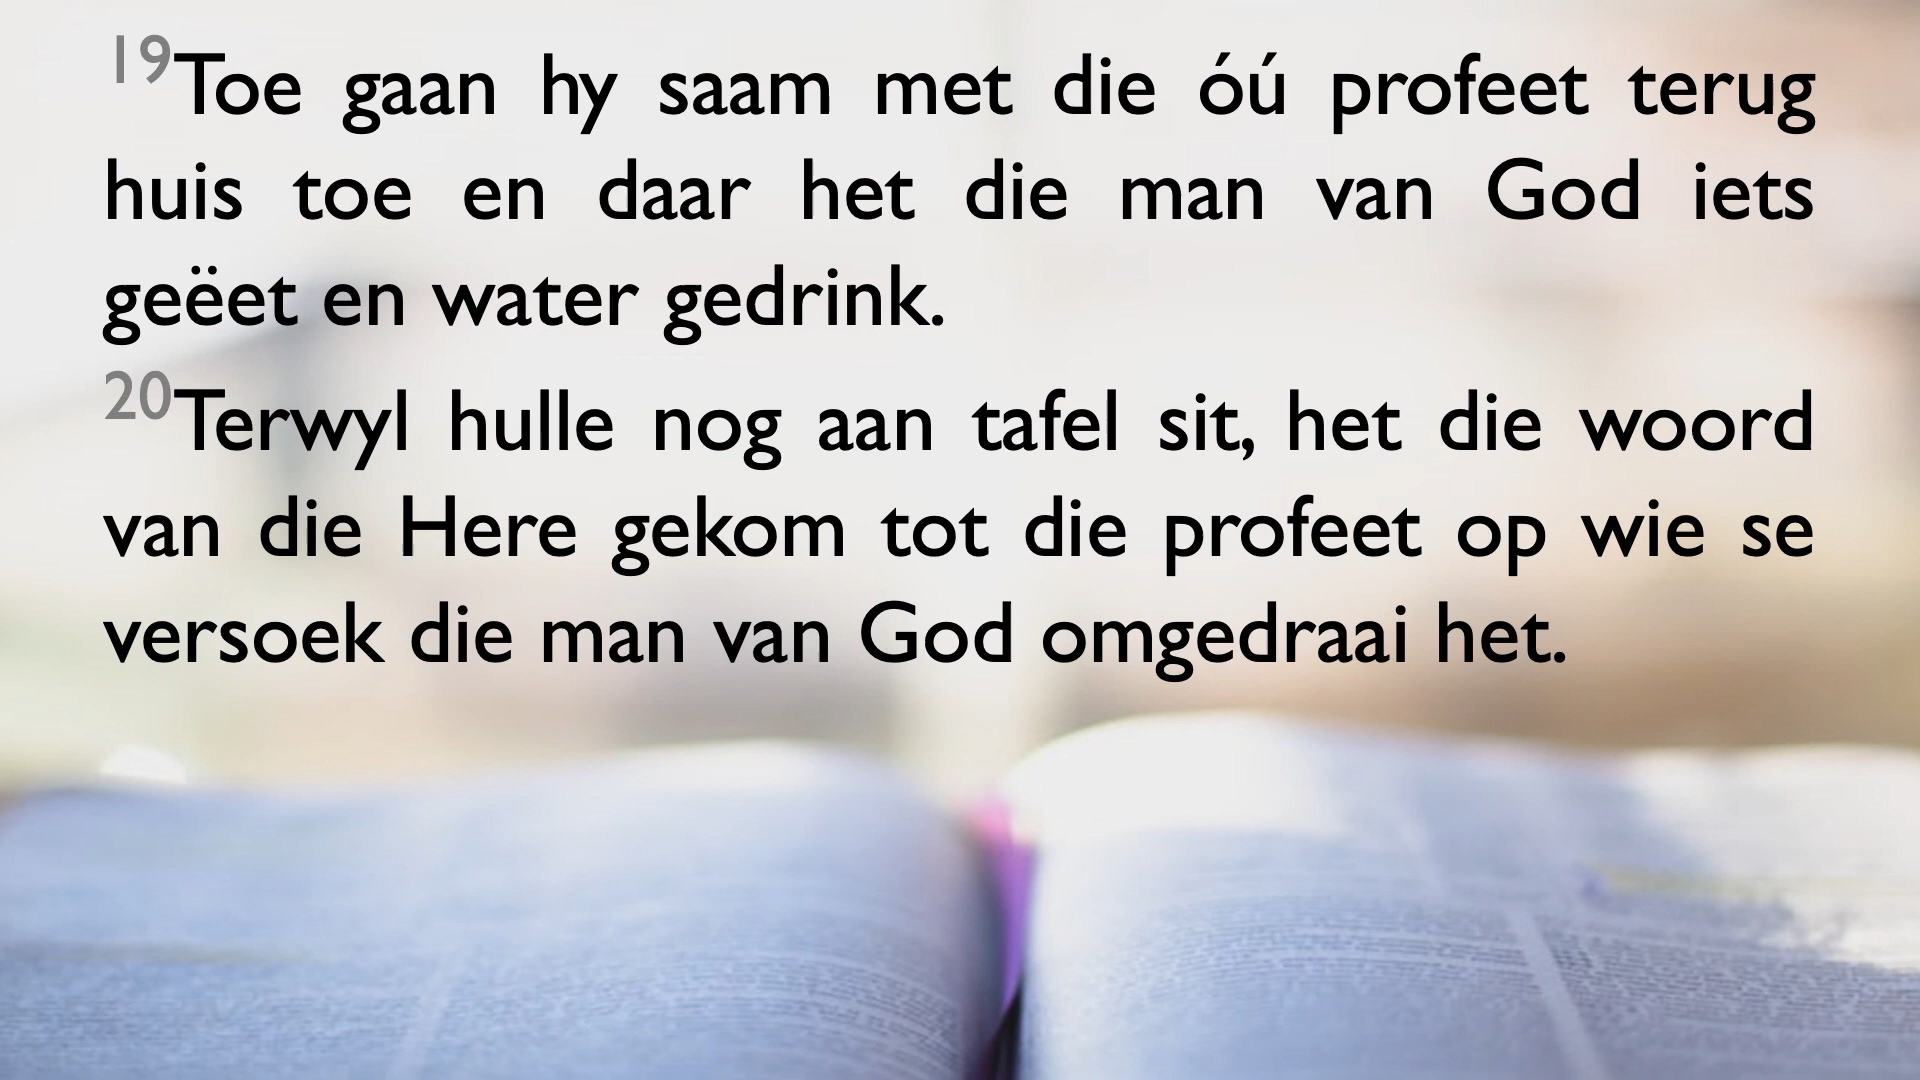 19Toe gaan hy saam met die óú profeet terug
huis toe en daar het die man van God iets
geëet en water gedrink.
20Terwyl hulle nog aan tafel sit, het die woord
van die Here gekom tot die profeet op wie se
versoek die man van God omgedraai het.